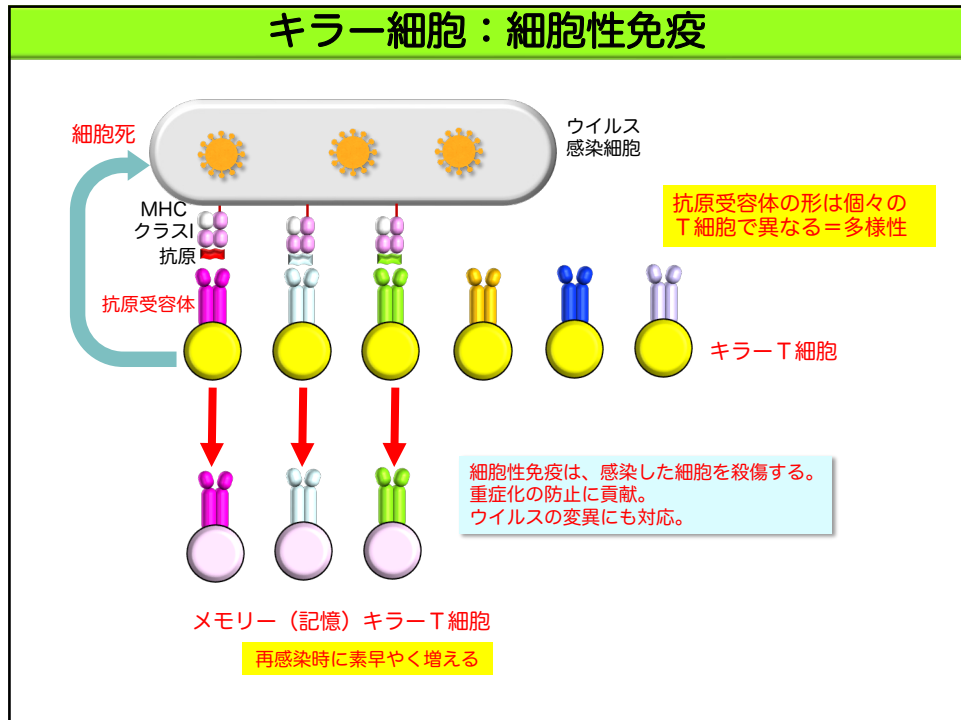 キラー細胞：細胞性免疫
細胞死
ウイルス
感染細胞
MHC
クラスI
抗原
抗原受容体の形は個々の
T細胞で異なる＝多様性
抗原受容体
キラーT細胞
細胞性免疫は、感染した細胞を殺傷する。
重症化の防止に貢献。
ウイルスの変異にも対応。
メモリー（記憶）キラーT細胞
再感染時に素早やく増える